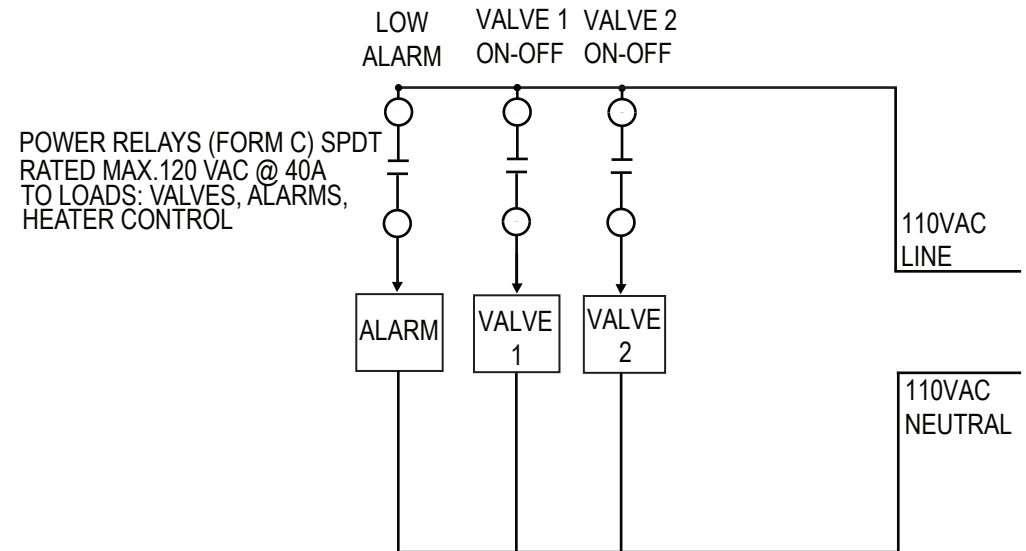 LOW
ALARM
VALVE 1
ON-OFF
VALVE 2
ON-OFF
POWER RELAYS (FORM C) SPDT
RATED MAX.120 VAC @ 40A
TO LOADS: VALVES, ALARMS,
HEATER CONTROL
110VAC
LINE
ALARM
VALVE
1
VALVE
2
110VAC
NEUTRAL